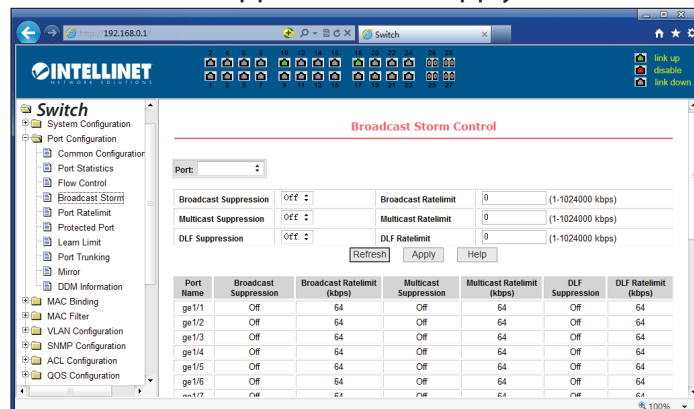 http://192.168.0.1/
Switch
INTELLINET
NETWORK SOLUTIONS
2 4 6 8 10 12 14 16 18 20 22 24 26 28
1 3 5 7 9 11 13 15 17 19 21 23 25 27
link up
disable
link down
Switch
System Configuration
Port Configuration
Common Configuration
Port Statistics
Flow Control
Broadcast Storm
Port Ratelimit
Protected Port
Learn Limit
Port Trunking
Mirror
DDM Information
MAC Binding
MAC Filter
VLAN Configuration
SNMP Configuration
ACL Configuration
QOS Configuration
Broadcast Storm Control
Port:
Broadcast Suppression Off Broadcast Ratelimit 0 (1-1024000 kbps)
Multicast Suppression Off Multicast Ratelimit 0 (1-1024000 kbps)
DLF Suppression Off DLF Ratelimit 0 (1-1024000 kbps)
Refresh Apply Help
Port Name Broadcast Suppression Broadcast Ratelimit (kbps) Multicast Suppression Multicast Ratelimit (kbps) DLF Suppression DLF Ratelimit (kbps)
ge1/1 Off 64 Off 64 Off 64
ge1/2 Off 64 Off 64 Off 64
ge1/3 Off 64 Off 64 Off 64
ge1/4 Off 64 Off 64 Off 64
ge1/5 Off 64 Off 64 Off 64
ge1/6 Off 64 Off 64 Off 64
ge1/7 Off 64 Off 64 Off 64
100%